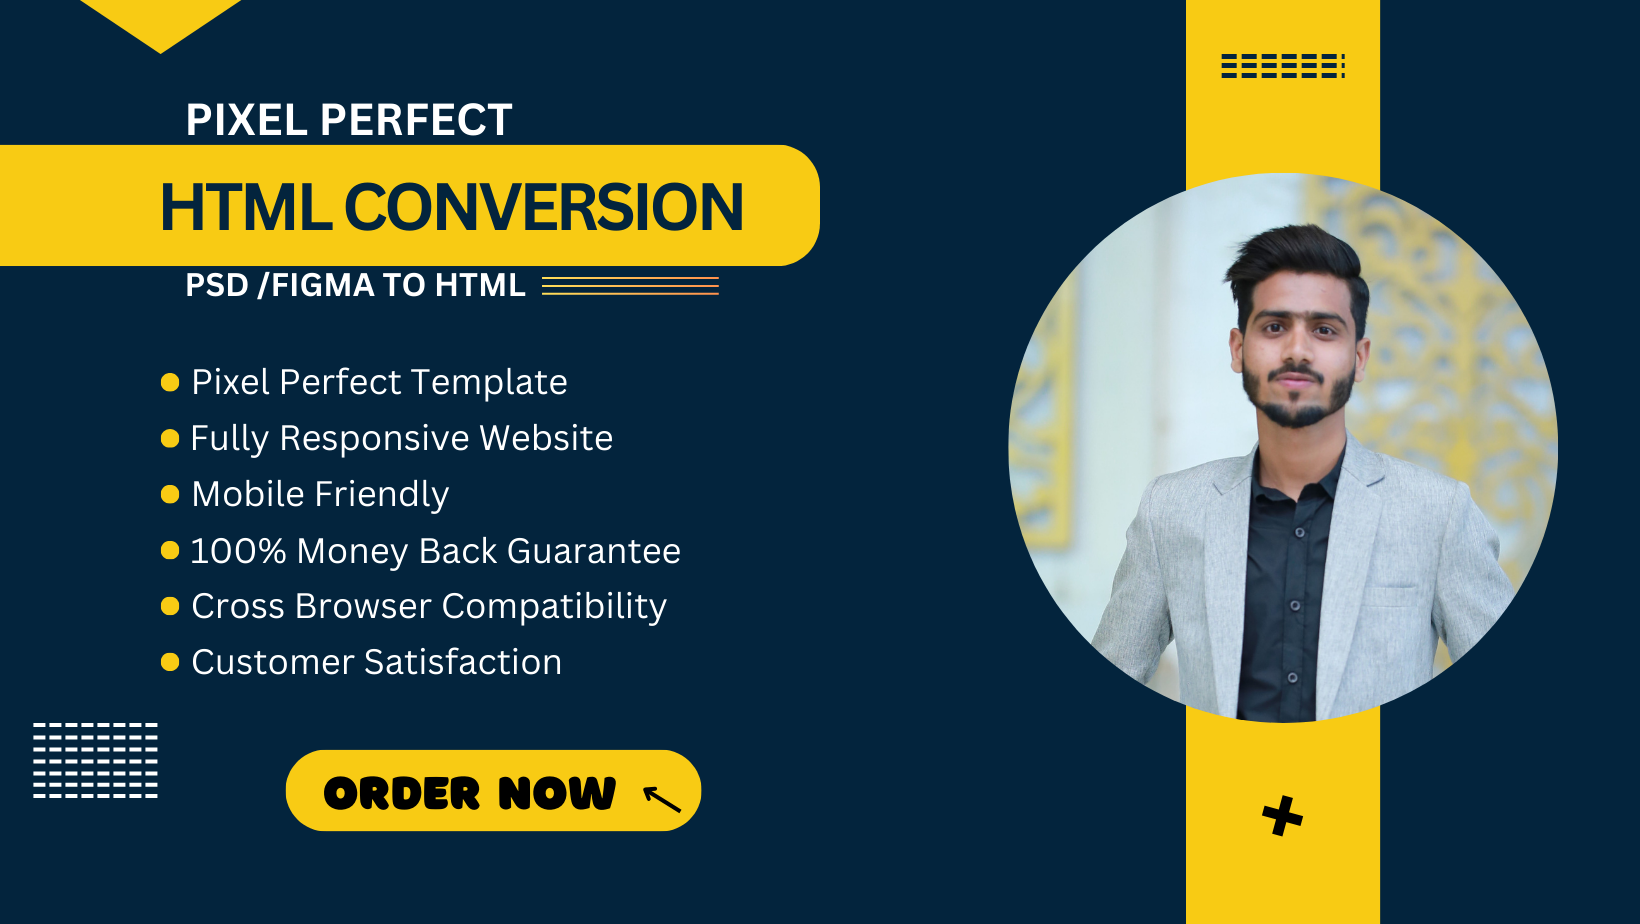 PIXEL PERFECT
HTML CONVERSION
PSD /FIGMA TO HTML
Pixel Perfect Template
Fully Responsive Website
Mobile Friendly
100% Money Back Guarantee
Cross Browser Compatibility
Customer Satisfaction
ORDER NOW